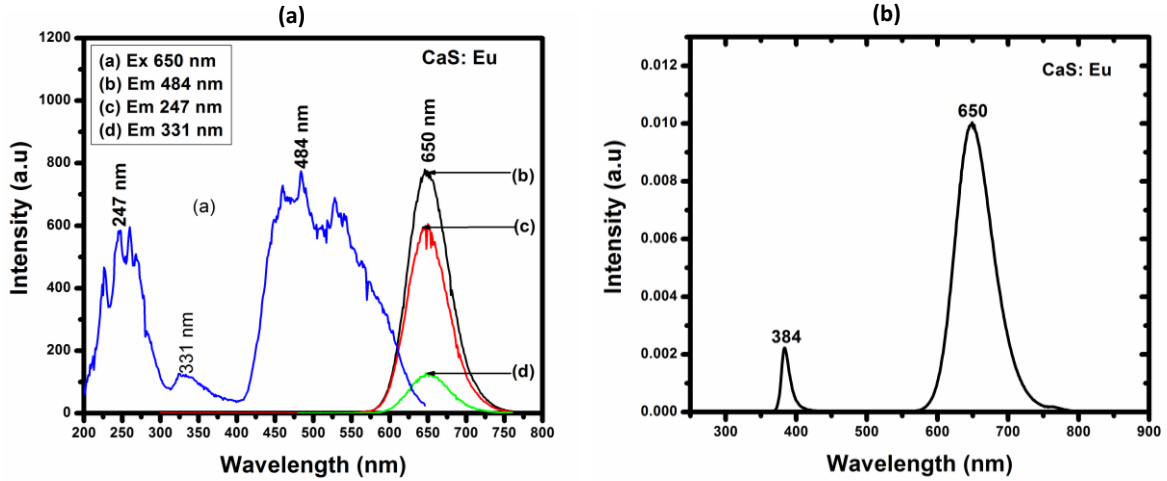 (a)
1200
1000
800
600
400
200
0
Intensity (a.u)
(a) Ex 650 nm
(b) Em 484 nm
(c) Em 247 nm
(d) Em 331 nm
CaS: Eu
247 nm
331 nm
(a)
484 nm
650 nm
(b)
(c)
(d)
200 250 300 350 400 450 500 550 600 650 700 750 800
Wavelength (nm)
(b)
0.012
0.010
0.008
0.006
0.004
0.002
0.000
Intensity (a.u)
CaS: Eu
384
650
300 400 500 600 700 800 900
Wavelength (nm)